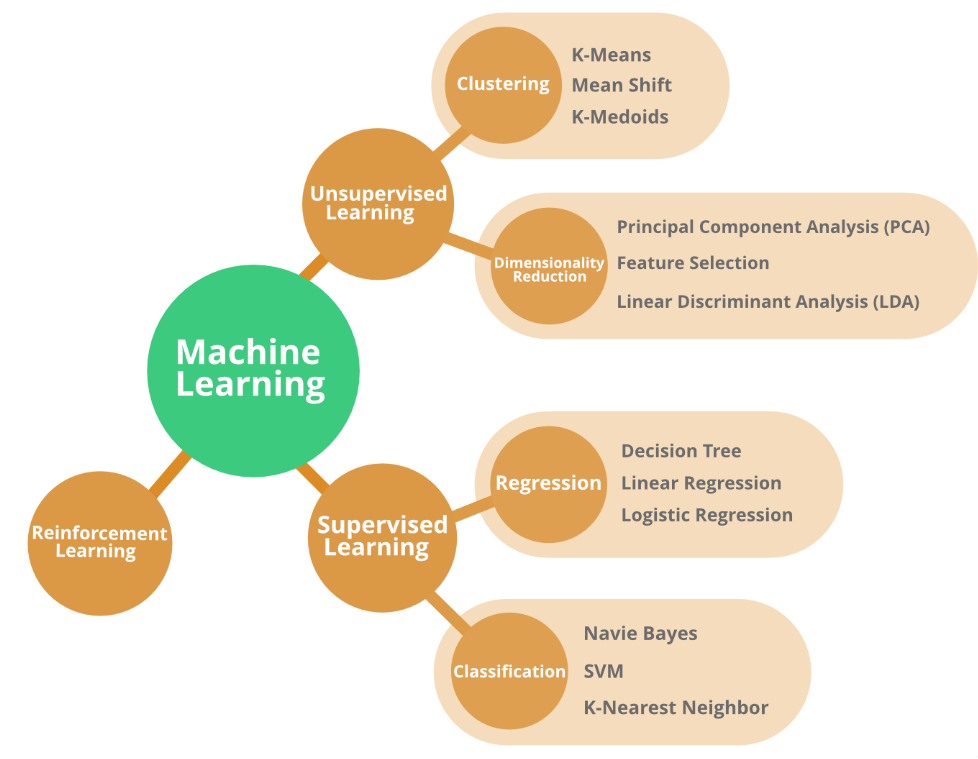 Clustering
K-Means
Mean Shift
K-Medoids
Unsupervised
Learning
Dimensionality
Reduction
Principal Component Analysis (PCA)
Feature Selection
Linear Discriminant Analysis (LDA)
Machine
Learning
Reinforcement
Learning
Supervised
Learning
Regression
Decision Tree
Linear Regression
Logistic Regression
Classification
Navie Bayes
SVM
K-Nearest Neighbor